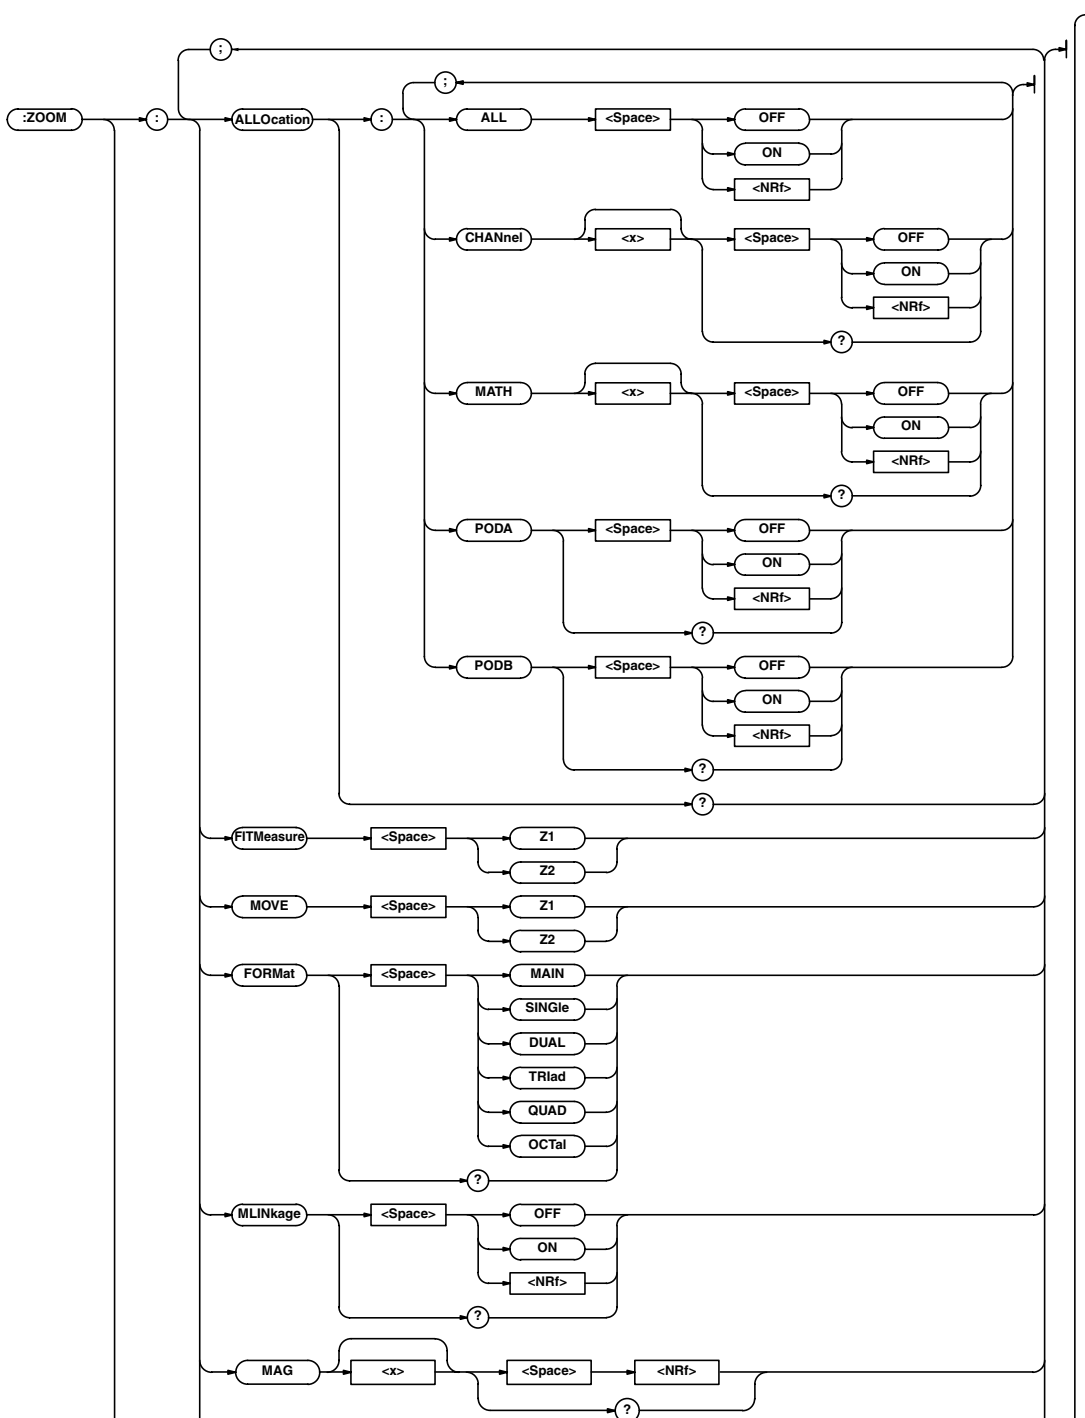 ;
;
:ZOOM : ALLOcation : ALL <Space> OFF
ON
<NRf>
CHANnel <x> <Space> OFF
ON
<NRf>
?
MATH <x> <Space> OFF
ON
<NRf>
?
PODA <Space> OFF
ON
<NRf>
?
PODB <Space> OFF
ON
<NRf>
?
?
FITMeasure <Space> Z1
Z2
MOVE <Space> Z1
Z2
FORMat <Space> MAIN
SINGle
DUAL
TRIad
QUAD
OCTal
?
MLINkage <Space> OFF
ON
<NRf>
?
MAG <x> <Space> <NRf>
?